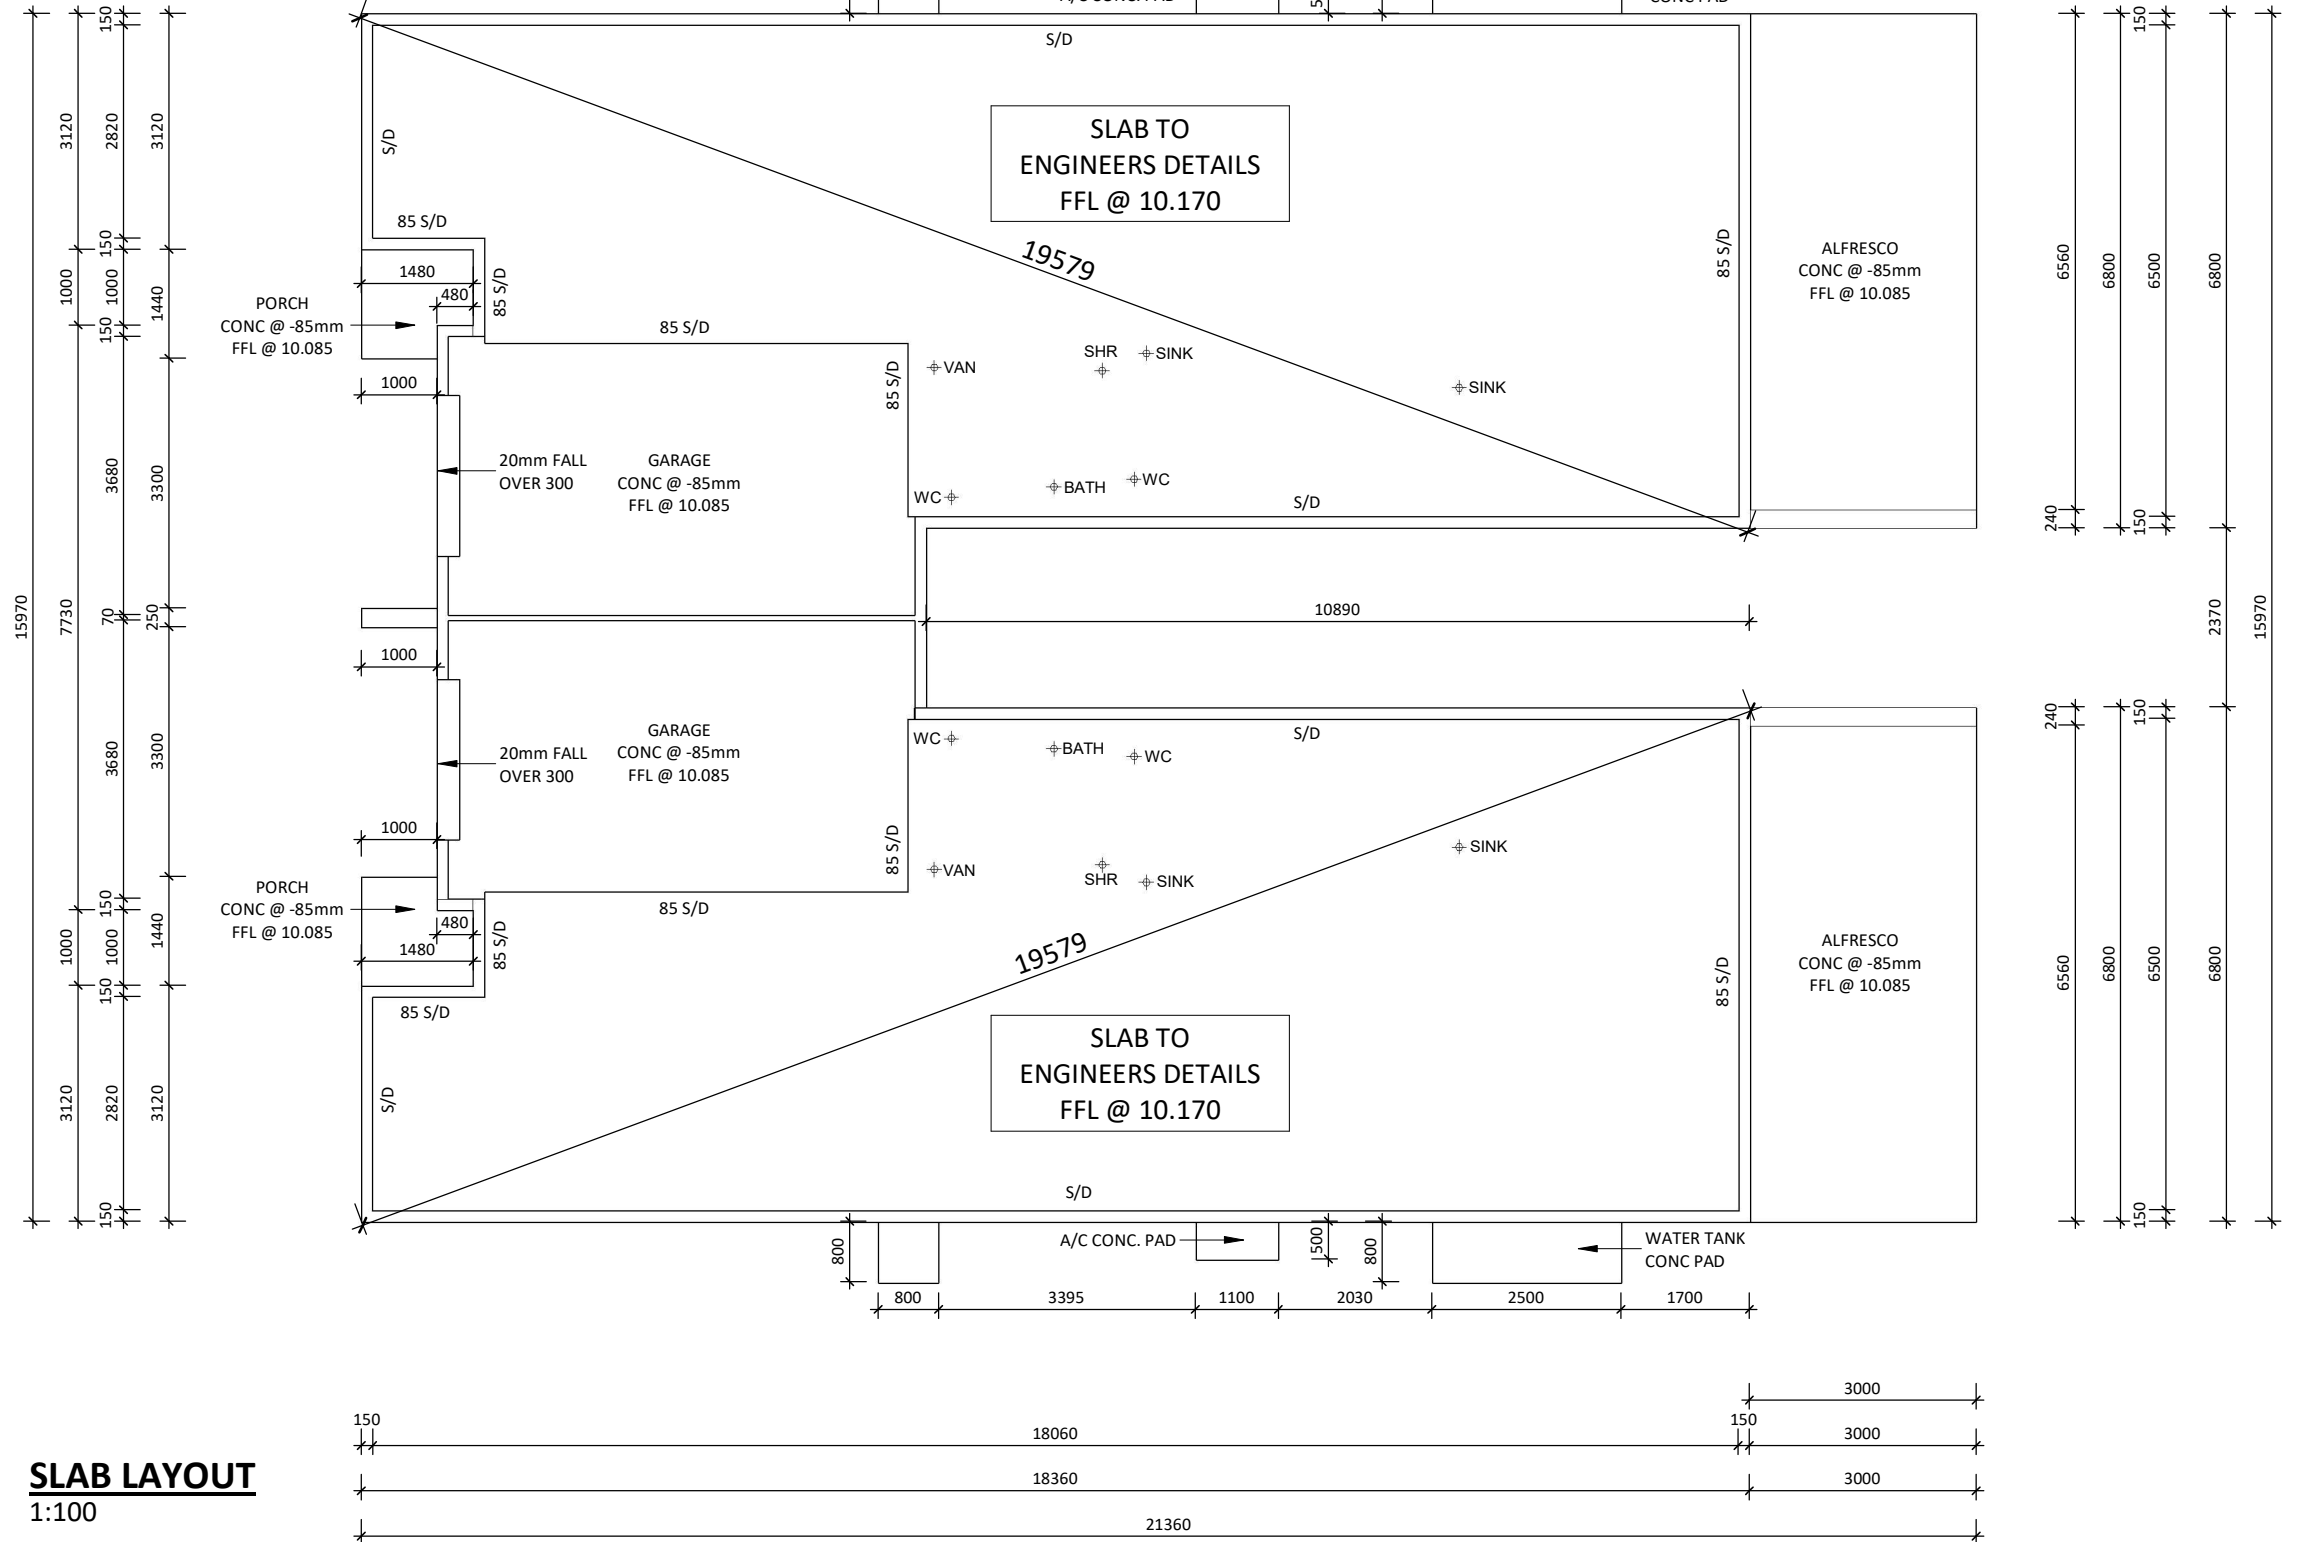 S/D
SLAB TO
ENGINEERS DETAILS
FFL @ 10.170
S/D
85 S/D
1480
480
85 S/D
PORCH
CONC @ -85mm
FFL @ 10.085
1000
85 S/D
19579
85 S/D
ALFRESCO
CONC @ -85mm
FFL @ 10.085
85 S/D
VAN
SHR
SINK
SINK
20mm FALL
OVER 300
GARAGE
CONC @ -85mm
FFL @ 10.085
WC
BATH
WC
S/D
10890
1000
GARAGE
CONC @ -85mm
FFL @ 10.085
20mm FALL
OVER 300
WC
BATH
WC
S/D
1000
85 S/D
VAN
SHR
SINK
SINK
PORCH
CONC @ -85mm
FFL @ 10.085
480
1480
85 S/D
85 S/D
85 S/D
19579
85 S/D
ALFRESCO
CONC @ -85mm
FFL @ 10.085
SLAB TO
ENGINEERS DETAILS
FFL @ 10.170
S/D
S/D
15970
3120
1000
7730
1000
3120
150
2820
150
1000
150
3680
70
3680
150
1000
150
2820
150
3120
1440
3300
250
3300
1440
3120
6560
240
240
6560
6800
6800
150
6500
150
150
6500
150
6800
2370
6800
15970
800
A/C CONC. PAD
500
800
WATER TANK
CONC PAD
800
3395
1100
2030
2500
1700
3000
150
18060
150
3000
18360
3000
21360
SLAB LAYOUT
1:100